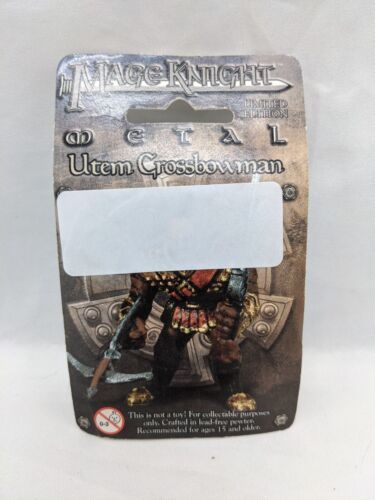 MAGE KNIGHT
LIMITED
EDITION
METAL
Utem Crossbowman
This is not a toy! For collectable purposes
only. Crafted in lead-free pewter.
Recommended for ages 15 and older.
0-3